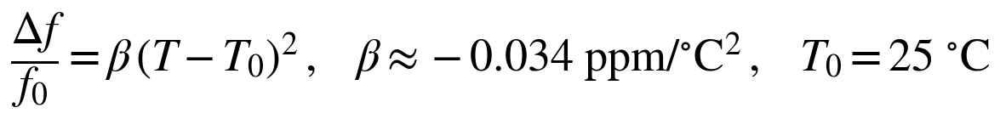 Δf/f₀ = β(T − T₀)², β ≈ − 0.034 ppm/°C², T₀ = 25 °C